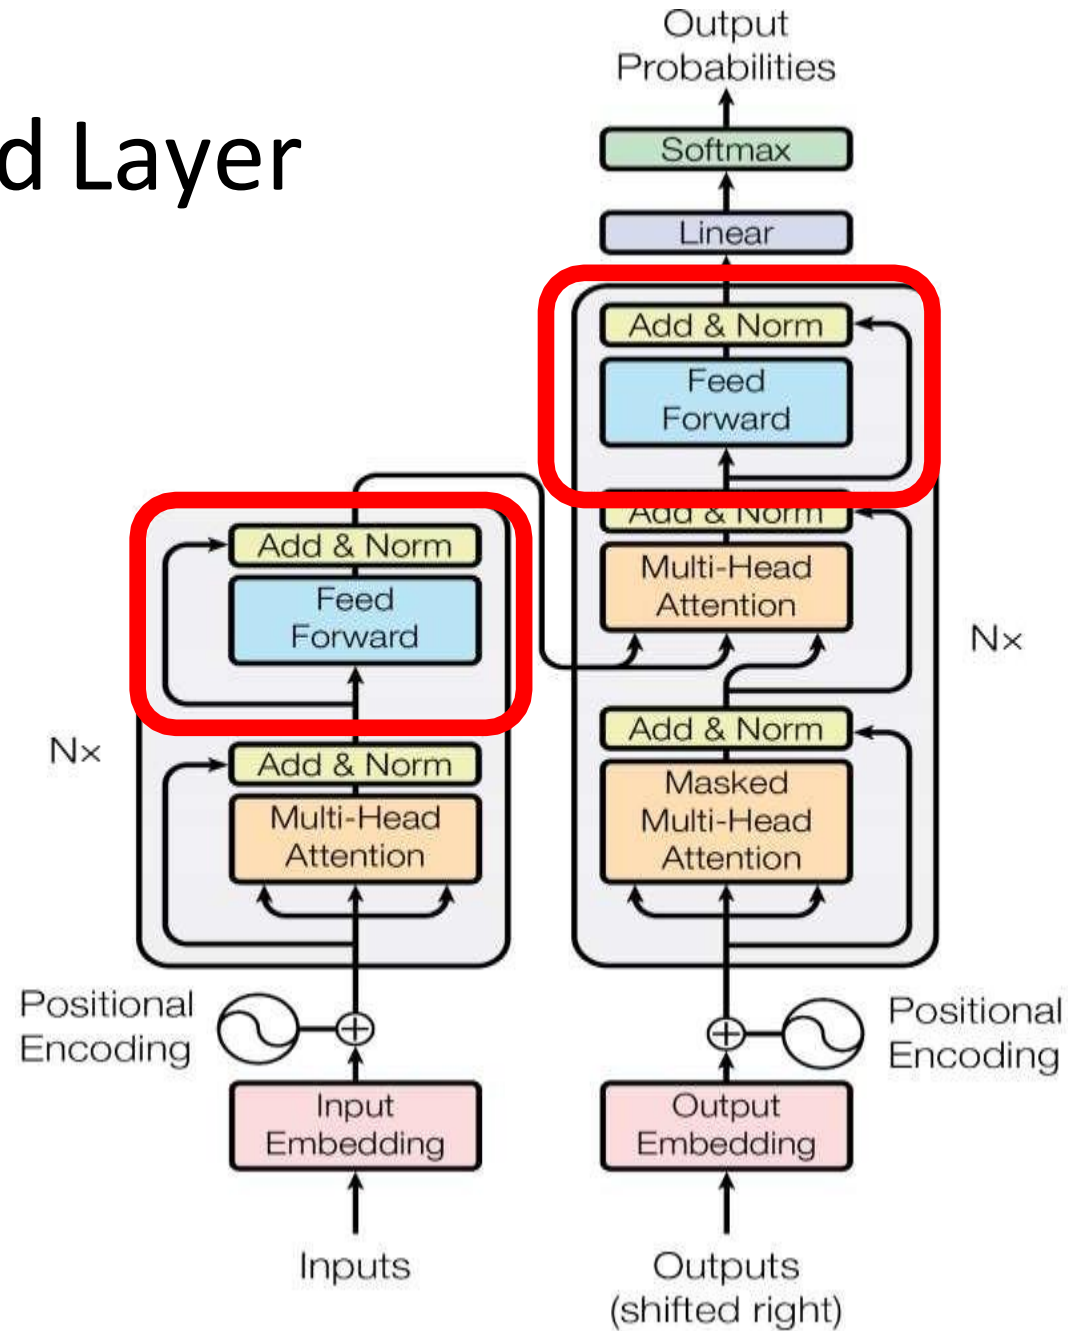 d Layer
Output
Probabilities
Softmax
Linear
Add & Norm
Feed
Forward
Add & Norm
Multi-Head
Attention
Nx
Add & Norm
Masked
Multi-Head
Attention
Add & Norm
Feed
Forward
Nx
Add & Norm
Multi-Head
Attention
Positional
Encoding
Positional
Encoding
Input
Embedding
Output
Embedding
Inputs
Outputs
(shifted right)